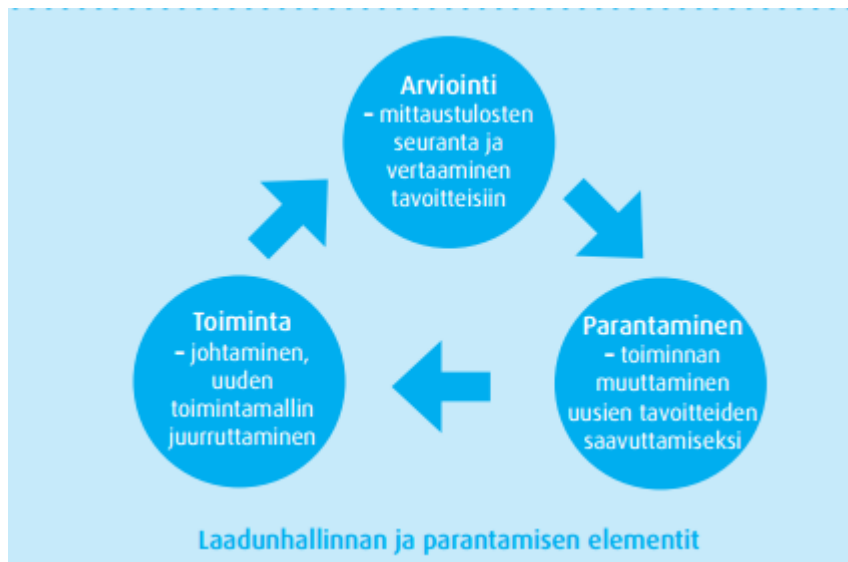 Arviointi
– mittaustulosten
seuranta ja
vertaaminen
tavoitteisiin
Toiminta
– johtaminen,
uuden
toimintamallin
juurruttaminen
Parantaminen
– toiminnan
muuttaminen
uusien tavoitteiden
saavuttamiseksi
Laadunhallinnan ja parantamisen elementit